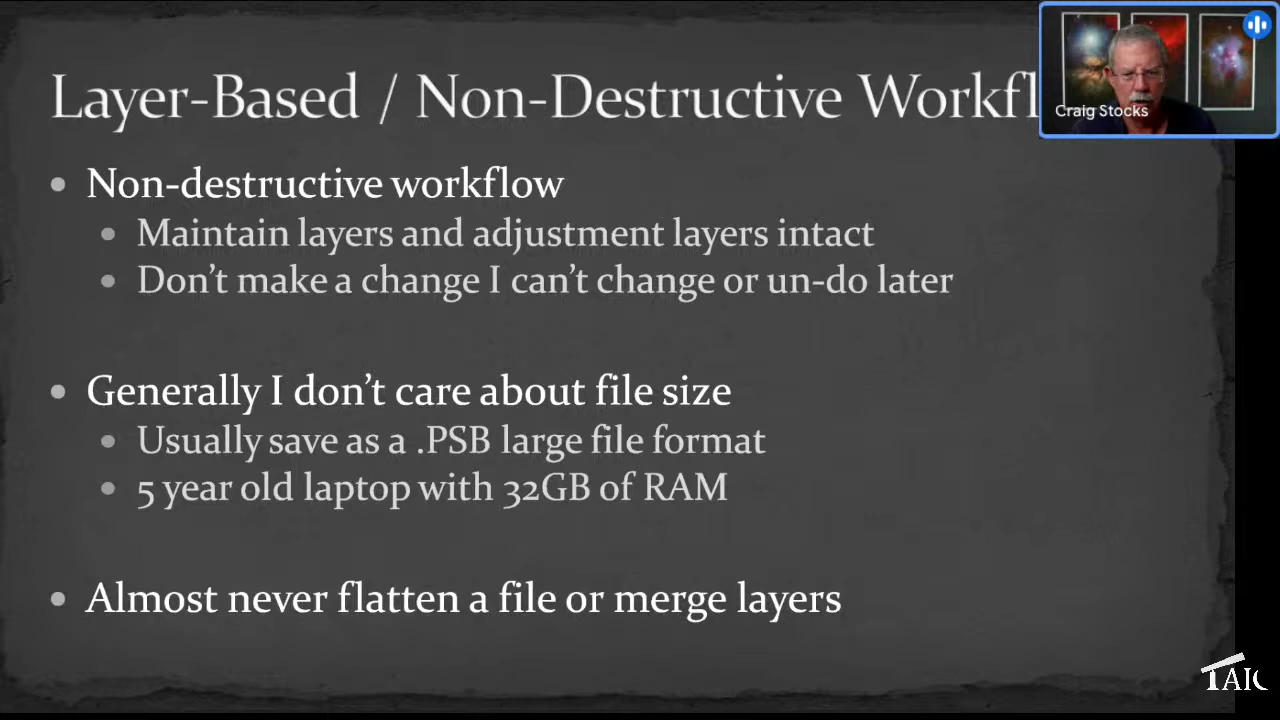 Layer-Based / Non-Destructive Workfl
Craig Stocks
• Non-destructive workflow
• Maintain layers and adjustment layers intact
• Don’t make a change I can’t change or un-do later
• Generally I don’t care about file size
• Usually save as a .PSB large file format
• 5 year old laptop with 32GB of RAM
• Almost never flatten a file or merge layers
TAIC